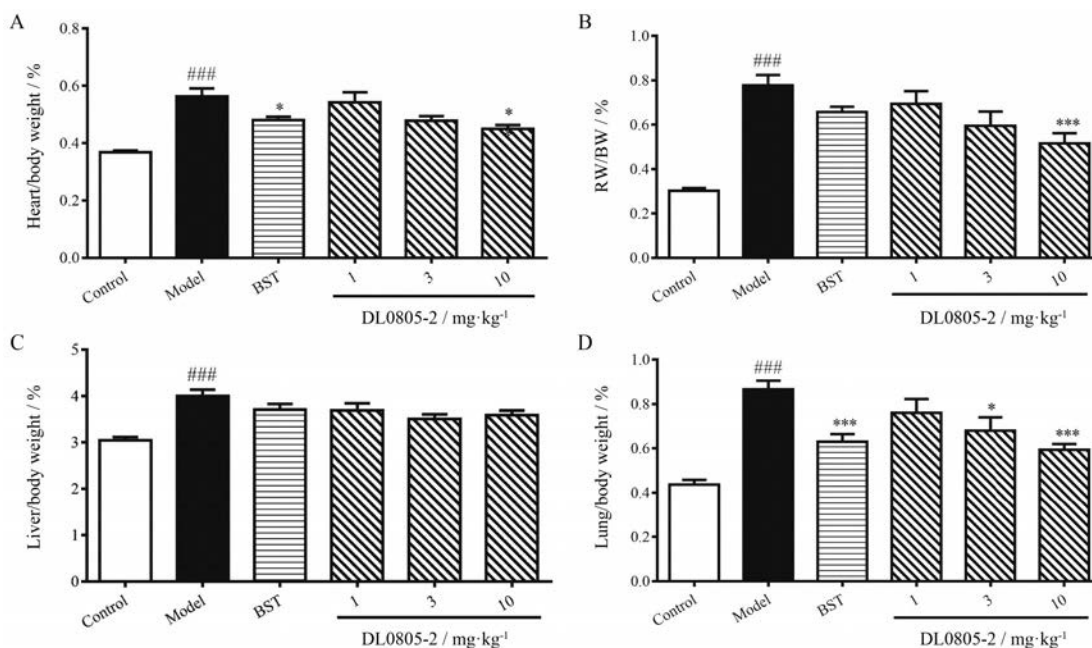 A
Heart/body weight / %
0.8
0.6
0.4
0.2
0.0
###
*
*
Control
Model
BST
1
3
10
DL0805-2 / mg·kg⁻¹
B
RW/BW / %
1.0
0.8
0.6
0.4
0.2
0.0
###
***
Control
Model
BST
1
3
10
DL0805-2 / mg·kg⁻¹
C
Liver/body weight / %
5
4
3
2
1
0
###
Control
Model
BST
1
3
10
DL0805-2 / mg·kg⁻¹
D
Lung/body weight / %
1.0
0.8
0.6
0.4
0.2
0.0
###
***
*
***
Control
Model
BST
1
3
10
DL0805-2 / mg·kg⁻¹